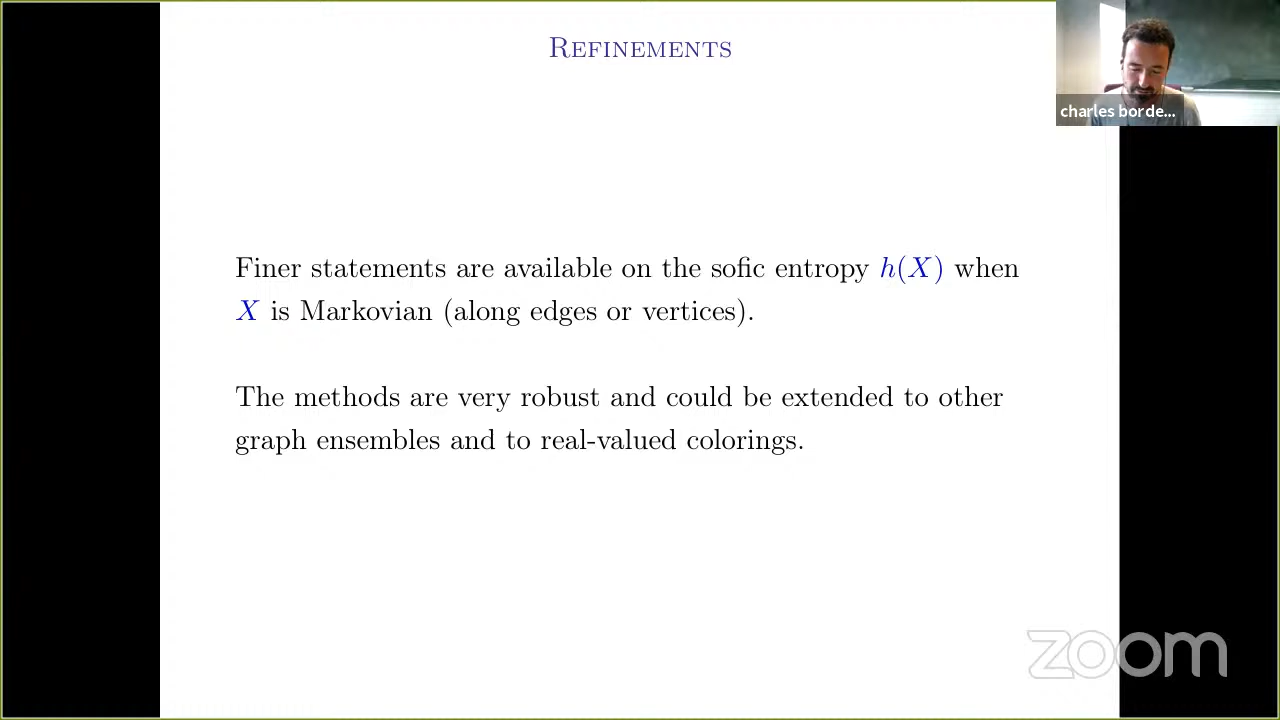 REFINEMENTS
charles borde...
Finer statements are available on the sofic entropy h(X) when
X is Markovian (along edges or vertices).
The methods are very robust and could be extended to other
graph ensembles and to real-valued colorings.
zoom